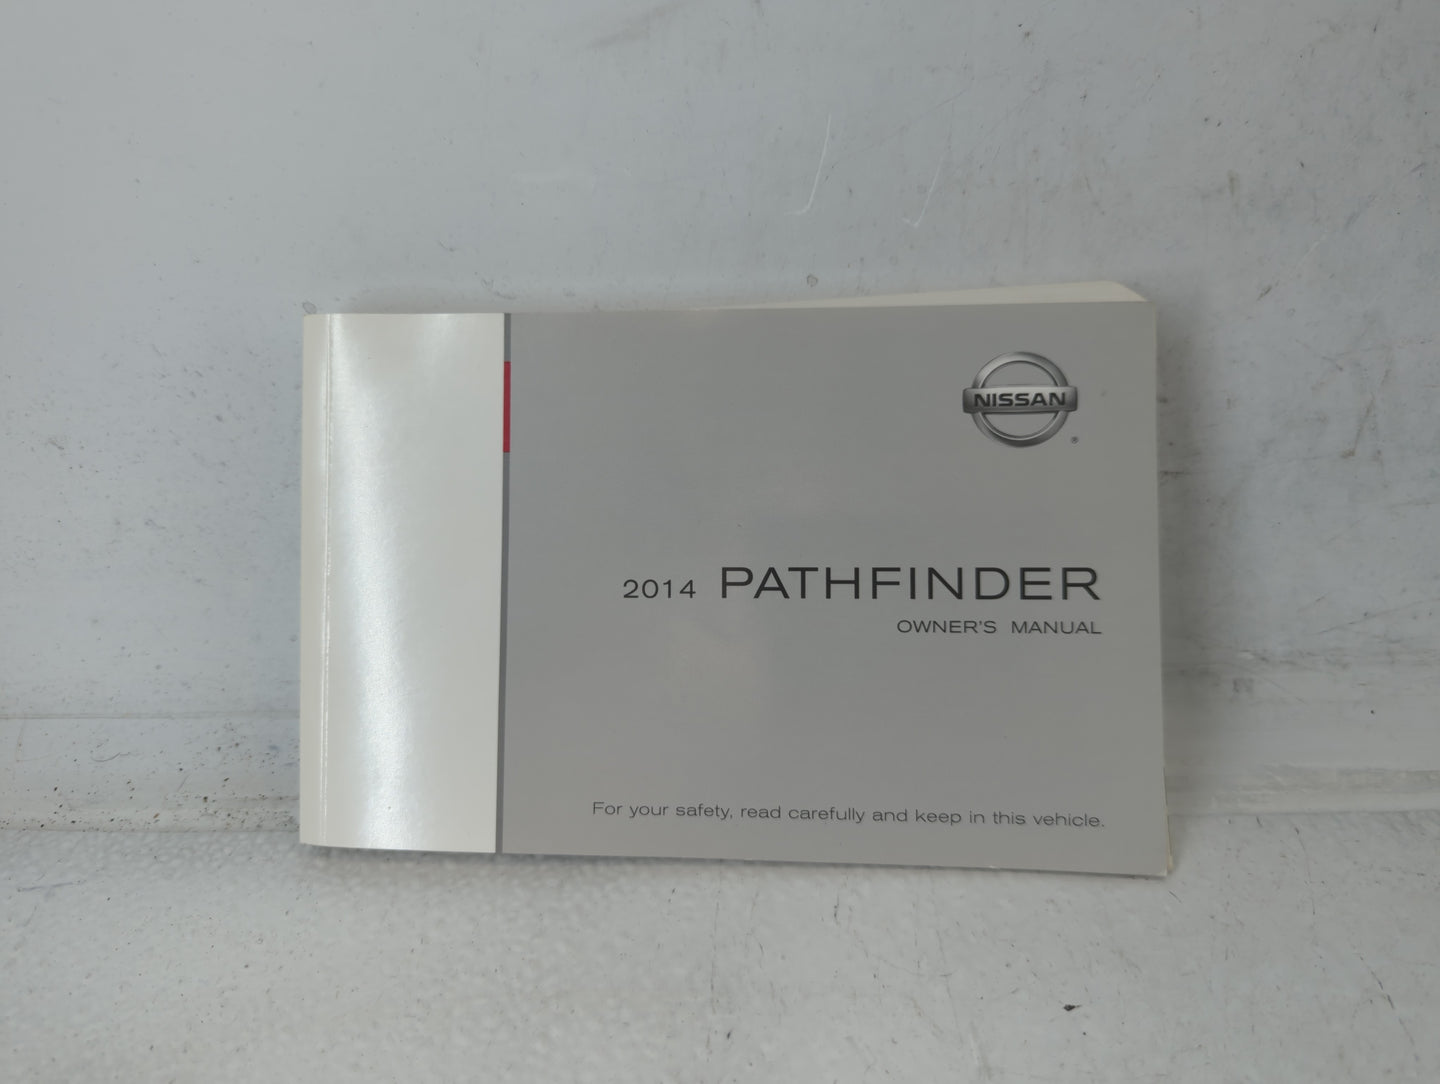 NISSAN
®
2014 PATHFINDER
OWNER'S MANUAL
For your safety, read carefully and keep in this vehicle.